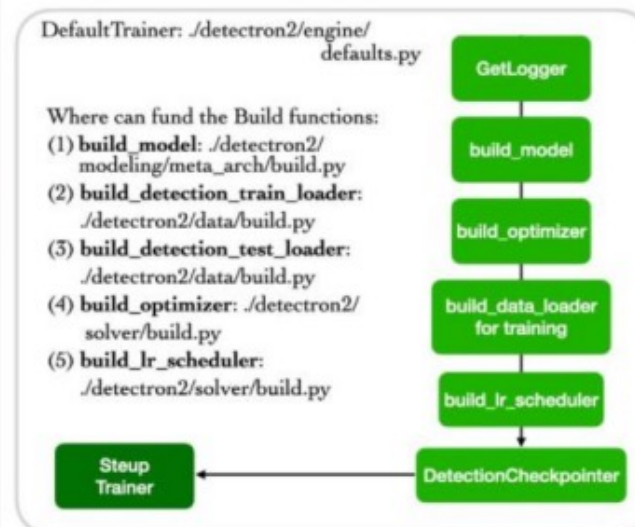 DefaultTrainer: ./detectron2/engine/
defaults.py
Where can fund the Build functions:
(1) build_model: ./detectron2/
modeling/meta_arch/build.py
(2) build_detection_train_loader:
./detectron2/data/build.py
(3) build_detection_test_loader:
./detectron2/data/build.py
(4) build_optimizer: ./detectron2/
solver/build.py
(5) build_lr_scheduler:
./detectron2/solver/build.py
GetLogger
build_model
build_optimizer
build_data_loader
for training
build_lr_scheduler
DetectionCheckpointer
Steup
Trainer